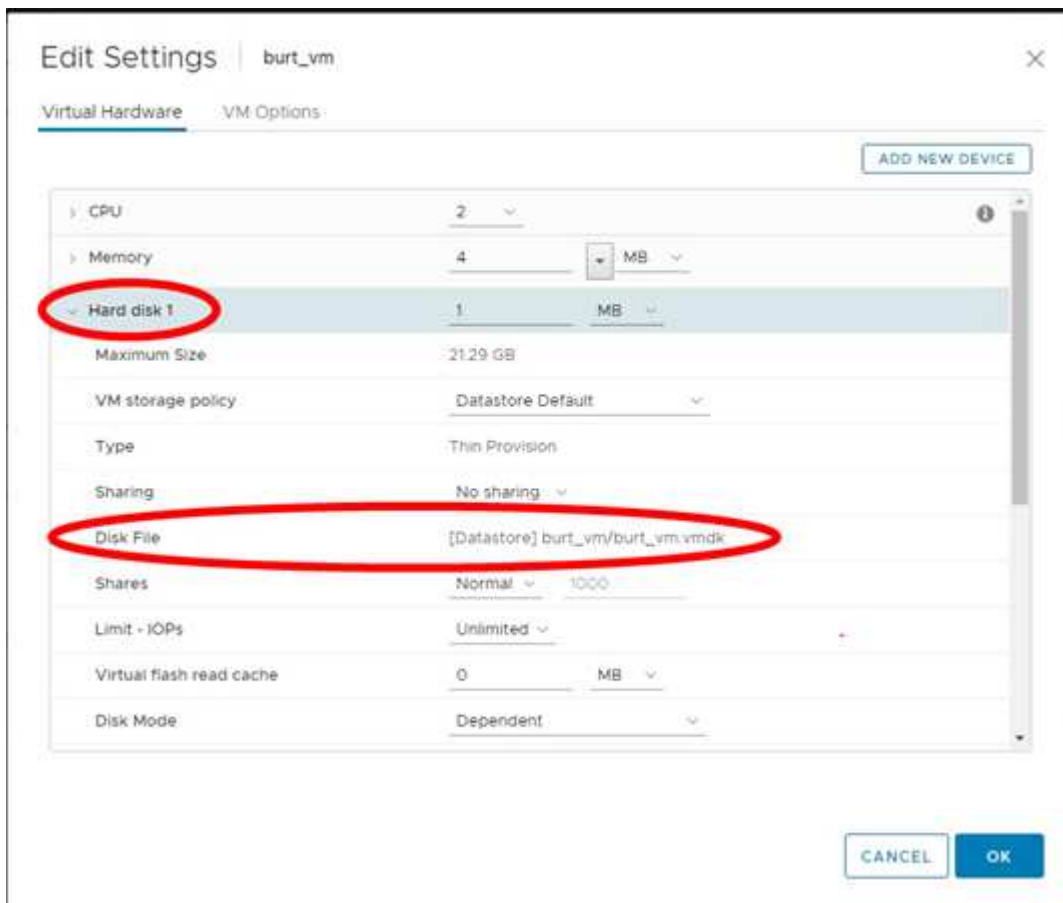 Edit Settings burt_vm
Virtual Hardware VM Options
ADD NEW DEVICE
CPU 2
Memory 4 MB
Hard disk 1 1 MB
Maximum Size 21.29 GB
VM storage policy Datastore Default
Type Thin Provision
Sharing No sharing
Disk File [Datastore] burt_vm/burt_vm.vmdk
Shares Normal 1000
Limit - IOPs Unlimited
Virtual flash read cache 0 MB
Disk Mode Dependent
CANCEL OK